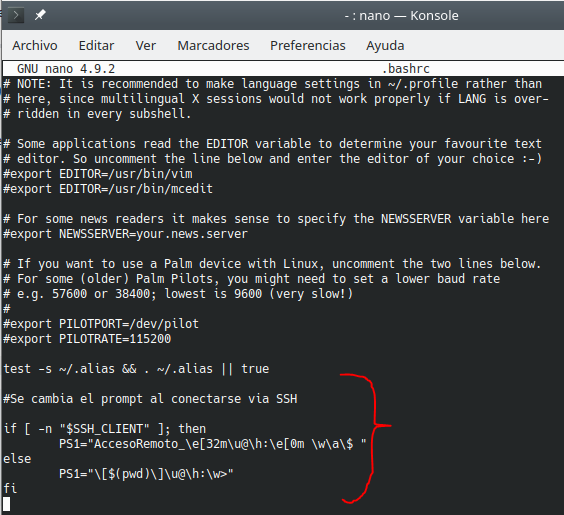 - : nano — Konsole
Archivo Editar Ver Marcadores Preferencias Ayuda
GNU nano 4.9.2 .bashrc
# NOTE: It is recommended to make language settings in ~/.profile rather than
# here, since multilingual X sessions would not work properly if LANG is over-
# ridden in every subshell.
# Some applications read the EDITOR variable to determine your favourite text
# editor. So uncomment the line below and enter the editor of your choice :-)
#export EDITOR=/usr/bin/vim
#export EDITOR=/usr/bin/mcedit
# For some news readers it makes sense to specify the NEWSSERVER variable here
#export NEWSSERVER=your.news.server
# If you want to use a Palm device with Linux, uncomment the two lines below.
# For some (older) Palm Pilots, you might need to set a lower baud rate
# e.g. 57600 or 38400; lowest is 9600 (very slow!)
#
#export PILOTPORT=/dev/pilot
#export PILOTRATE=115200
test -s ~/.alias && . ~/.alias || true
#Se cambia el prompt al conectarse via SSH
if [ -n "$SSH_CLIENT" ]; then
PS1="AccesoRemoto_\e[32m\u@\h:\e[0m \w\a\$ "
else
PS1="\[$(pwd)\]\u@\h:\w>"
fi